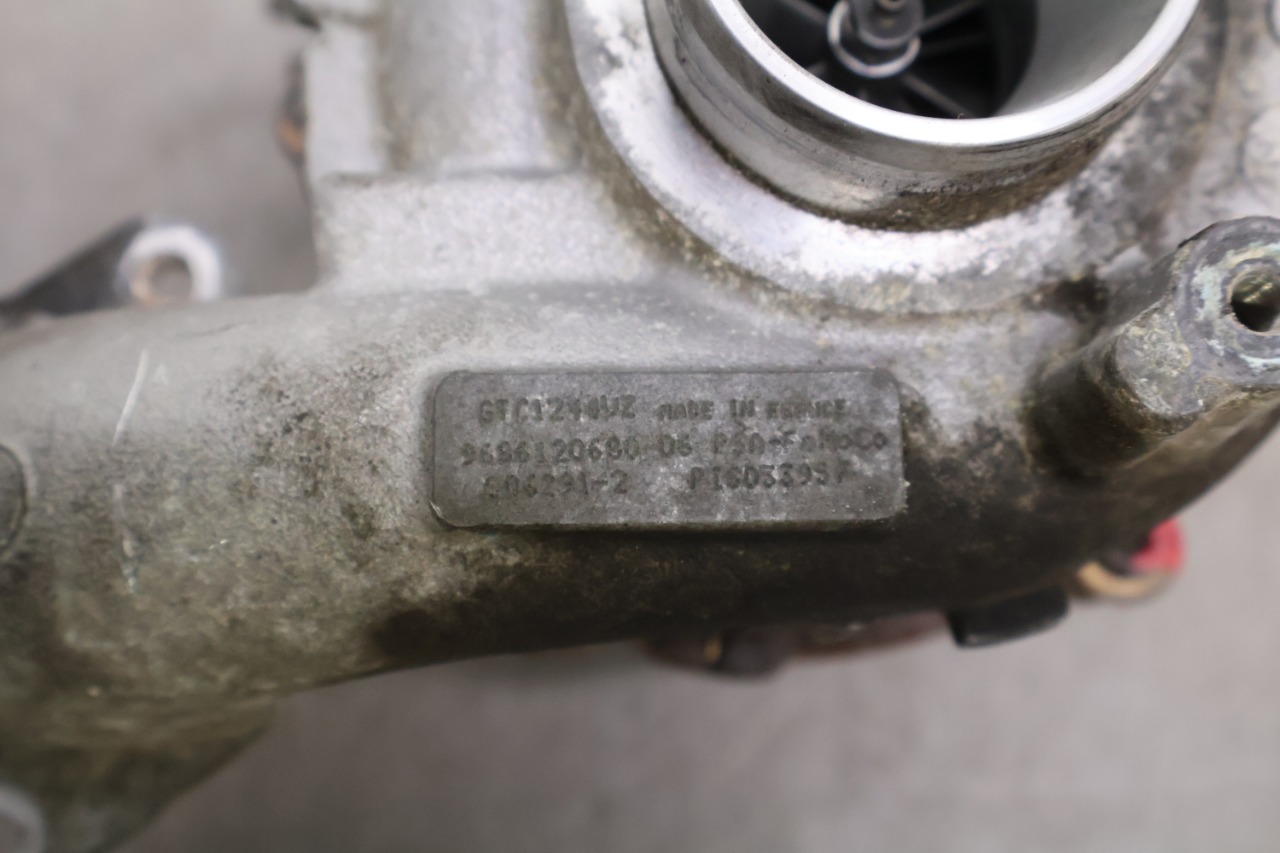 GTC1244VZ MADE IN FRANCE
9686120680-06 PSA-FoMoCo
806291-2